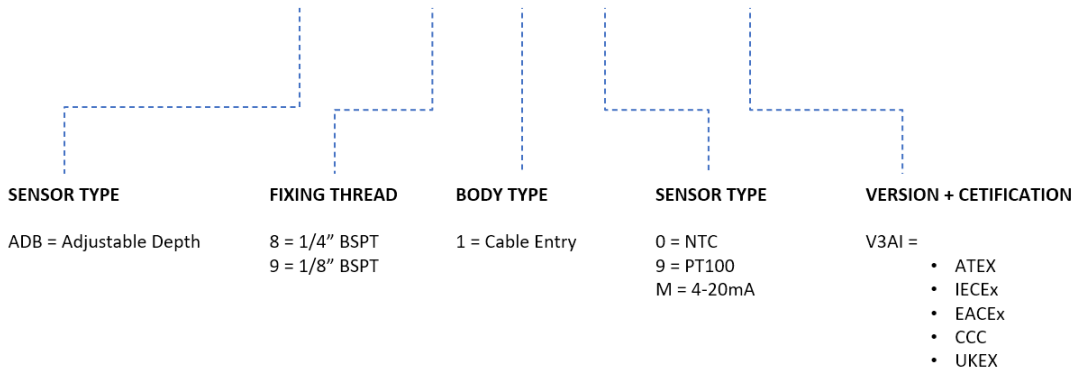 SENSOR TYPE
ADB = Adjustable Depth
FIXING THREAD
8 = 1/4” BSPT
9 = 1/8” BSPT
BODY TYPE
1 = Cable Entry
SENSOR TYPE
0 = NTC
9 = PT100
M = 4-20mA
VERSION + CETIFICATION
V3AI =
• ATEX
• IECEx
• EACEx
• CCC
• UKEX